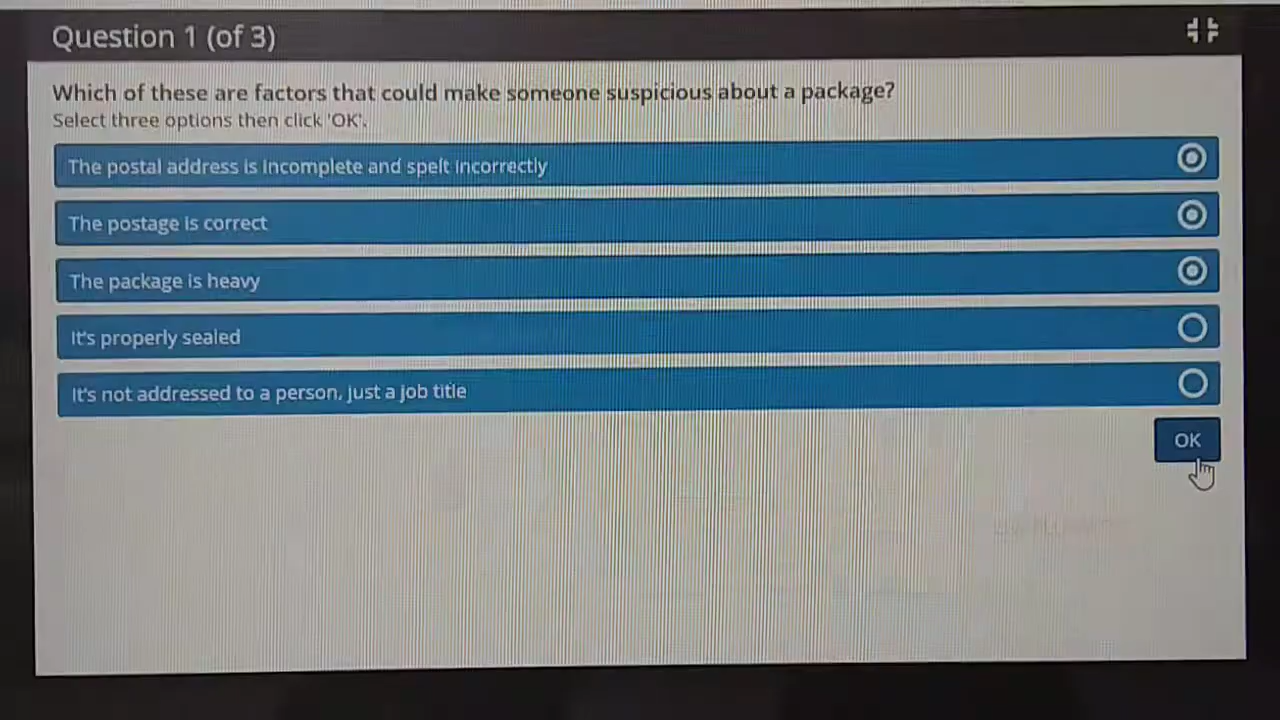 Question 1 (of 3)
Which of these are factors that could make someone suspicious about a package?
Select three options then click 'OK'.
The postal address is incomplete and spelt incorrectly
The postage is correct
The package is heavy
It's properly sealed
It's not addressed to a person, just a job title
OK